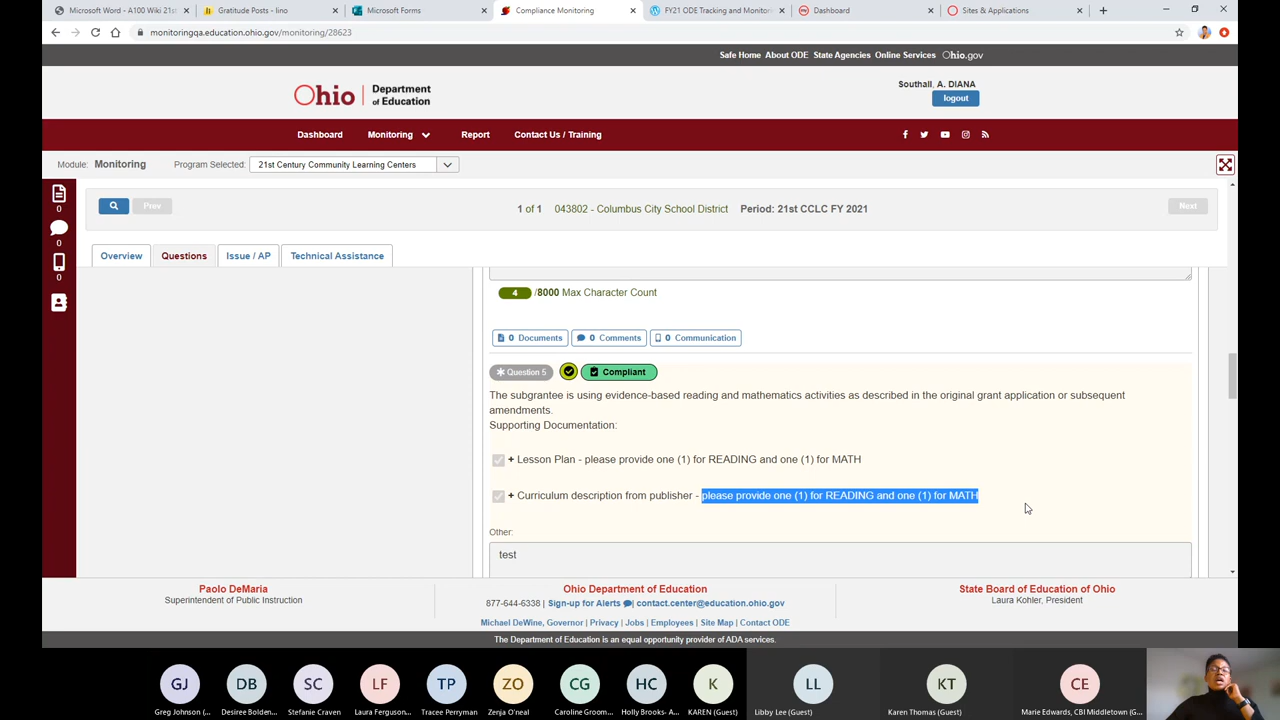 Microsoft Word - A100 Wiki 21st
Gratitude Posts - lino
Microsoft Forms
Compliance Monitoring
FY21 ODE Tracking and Monitori
Dashboard
Sites & Applications
monitoringqa.education.ohio.gov/monitoring/28623
Safe Home About ODE State Agencies Online Services Ohio.gov
Ohio Department of Education
Southall, A. DIANA
logout
Dashboard Monitoring Report Contact Us / Training
Module: Monitoring Program Selected: 21st Century Community Learning Centers
0
0
0
Prev
1 of 1 043802 - Columbus City School District Period: 21st CCLC FY 2021
Next
Overview Questions Issue / AP Technical Assistance
4 /8000 Max Character Count
0 Documents 0 Comments 0 Communication
Question 5 Compliant
The subgrantee is using evidence-based reading and mathematics activities as described in the original grant application or subsequent
amendments.
Supporting Documentation:
+ Lesson Plan - please provide one (1) for READING and one (1) for MATH
+ Curriculum description from publisher - please provide one (1) for READING and one (1) for MATH
Other:
test
Paolo DeMaria
Superintendent of Public Instruction
Ohio Department of Education
877-644-6338 | Sign-up for Alerts | contact.center@education.ohio.gov
State Board of Education of Ohio
Laura Kohler, President
Michael DeWine, Governor | Privacy | Jobs | Employees | Site Map | Contact ODE
The Department of Education is an equal opportunity provider of ADA services.
GJ DB SC LF TP ZO CG HC K LL KT CE
Greg Johnson (... Desiree Bolden... Stefanie Craven Laura Ferguson... Tracee Perryman Zenja O'neal Caroline Groom... Holly Brooks- A... KAREN (Guest) Libby Lee (Guest) Karen Thomas (Guest) Marie Edwards, CBI Middletown (G...